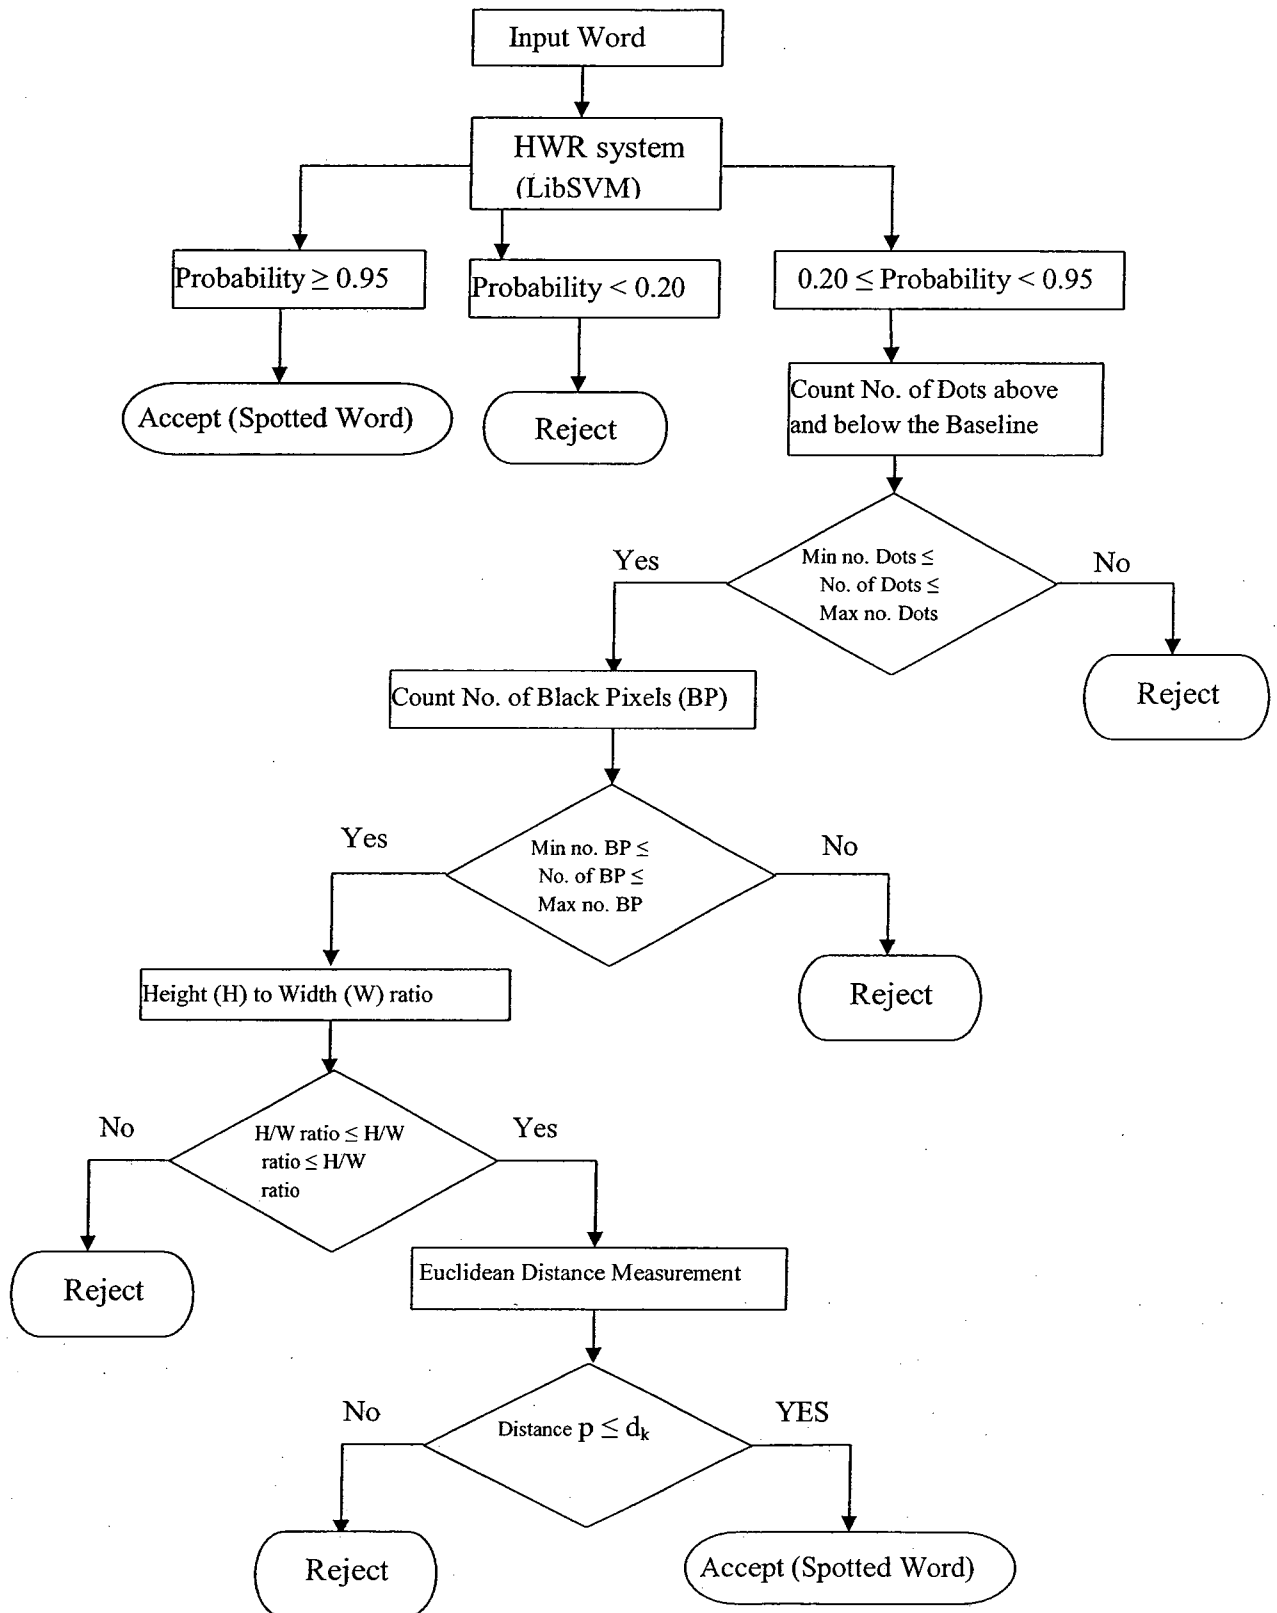 Input Word
HWR system
(LibSVM)
Probability ≥ 0.95
Probability < 0.20
0.20 ≤ Probability < 0.95
Accept (Spotted Word)
Reject
Count No. of Dots above
and below the Baseline
Min no. Dots ≤
No. of Dots ≤
Max no. Dots
Yes
No
Count No. of Black Pixels (BP)
Reject
Min no. BP ≤
No. of BP ≤
Max no. BP
Yes
No
Height (H) to Width (W) ratio
Reject
H/W ratio ≤ H/W
ratio ≤ H/W
ratio
No
Yes
Reject
Euclidean Distance Measurement
Distance p ≤ dk
No
YES
Reject
Accept (Spotted Word)